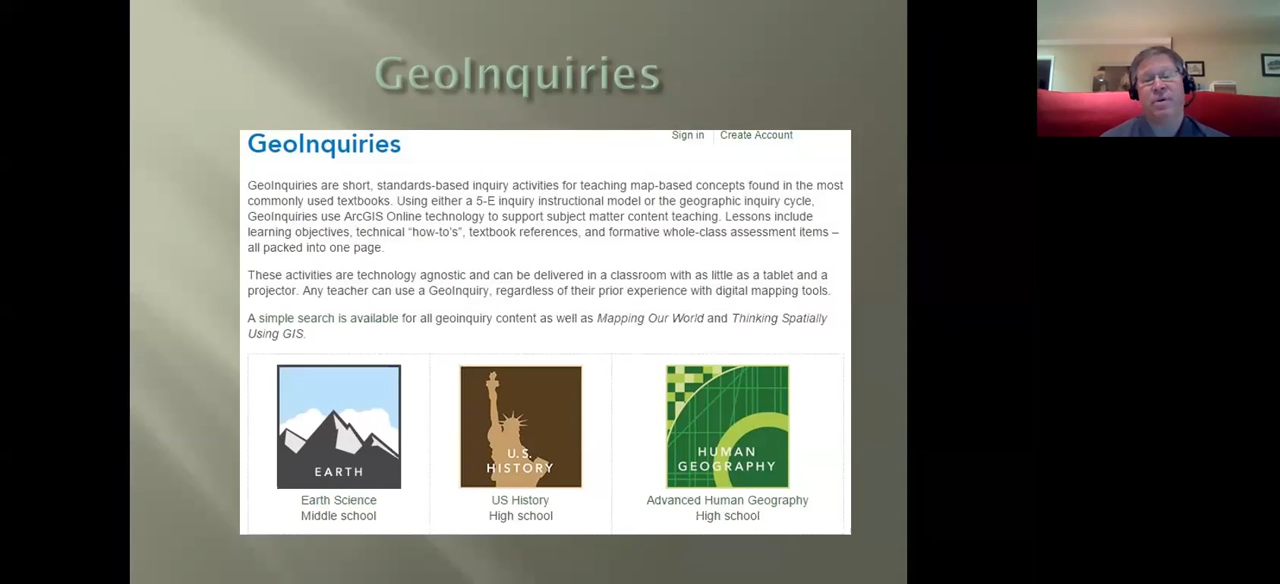 GeoInquiries
GeoInquiries
Sign in
Create Account
GeoInquiries are short, standards-based inquiry activities for teaching map-based concepts found in the most
commonly used textbooks. Using either a 5-E inquiry instructional model or the geographic inquiry cycle,
GeoInquiries use ArcGIS Online technology to support subject matter content teaching. Lessons include
learning objectives, technical “how-to’s”, textbook references, and formative whole-class assessment items –
all packed into one page.
These activities are technology agnostic and can be delivered in a classroom with as little as a tablet and a
projector. Any teacher can use a GeoInquiry, regardless of their prior experience with digital mapping tools.
A simple search is available for all geoinquiry content as well as Mapping Our World and Thinking Spatially
Using GIS.
EARTH
Earth Science
Middle school
U.S.
HISTORY
US History
High school
HUMAN
GEOGRAPHY
Advanced Human Geography
High school